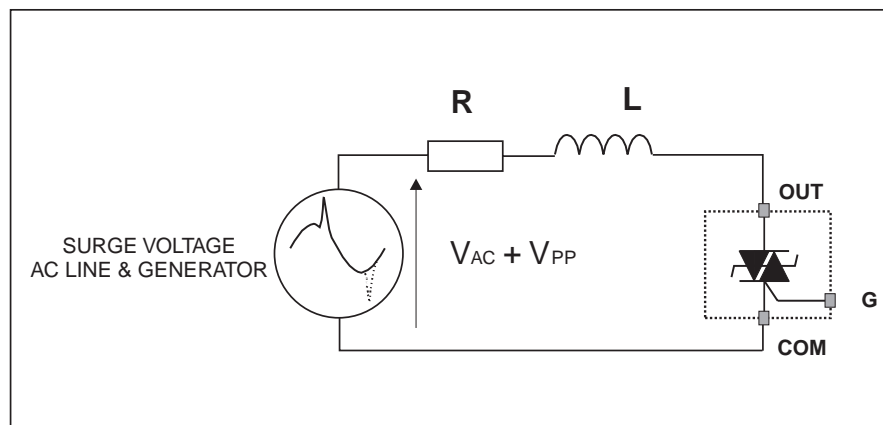 R
L
OUT
SURGE VOLTAGE
AC LINE & GENERATOR
VAC + VPP
G
COM